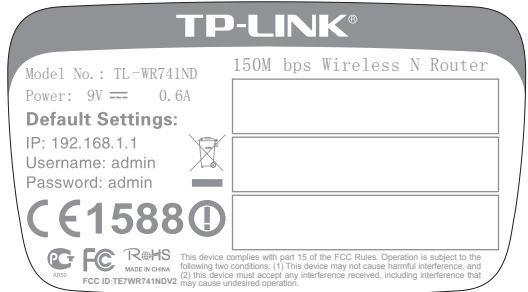 TP-LINK®
Model No.: TL-WR741ND
150M bps Wireless N Router
Power: 9V 0.6A
Default Settings:
IP: 192.168.1.1
Username: admin
Password: admin
CE1588
PG FC RoHS
AR50
MADE IN CHINA
FCC ID:TE7WR741NDV2
This device complies with part 15 of the FCC Rules. Operation is subject to the
following two conditions: (1) This device may not cause harmful interference, and
(2) this device must accept any interference received, including interference that
may cause undesired operation.